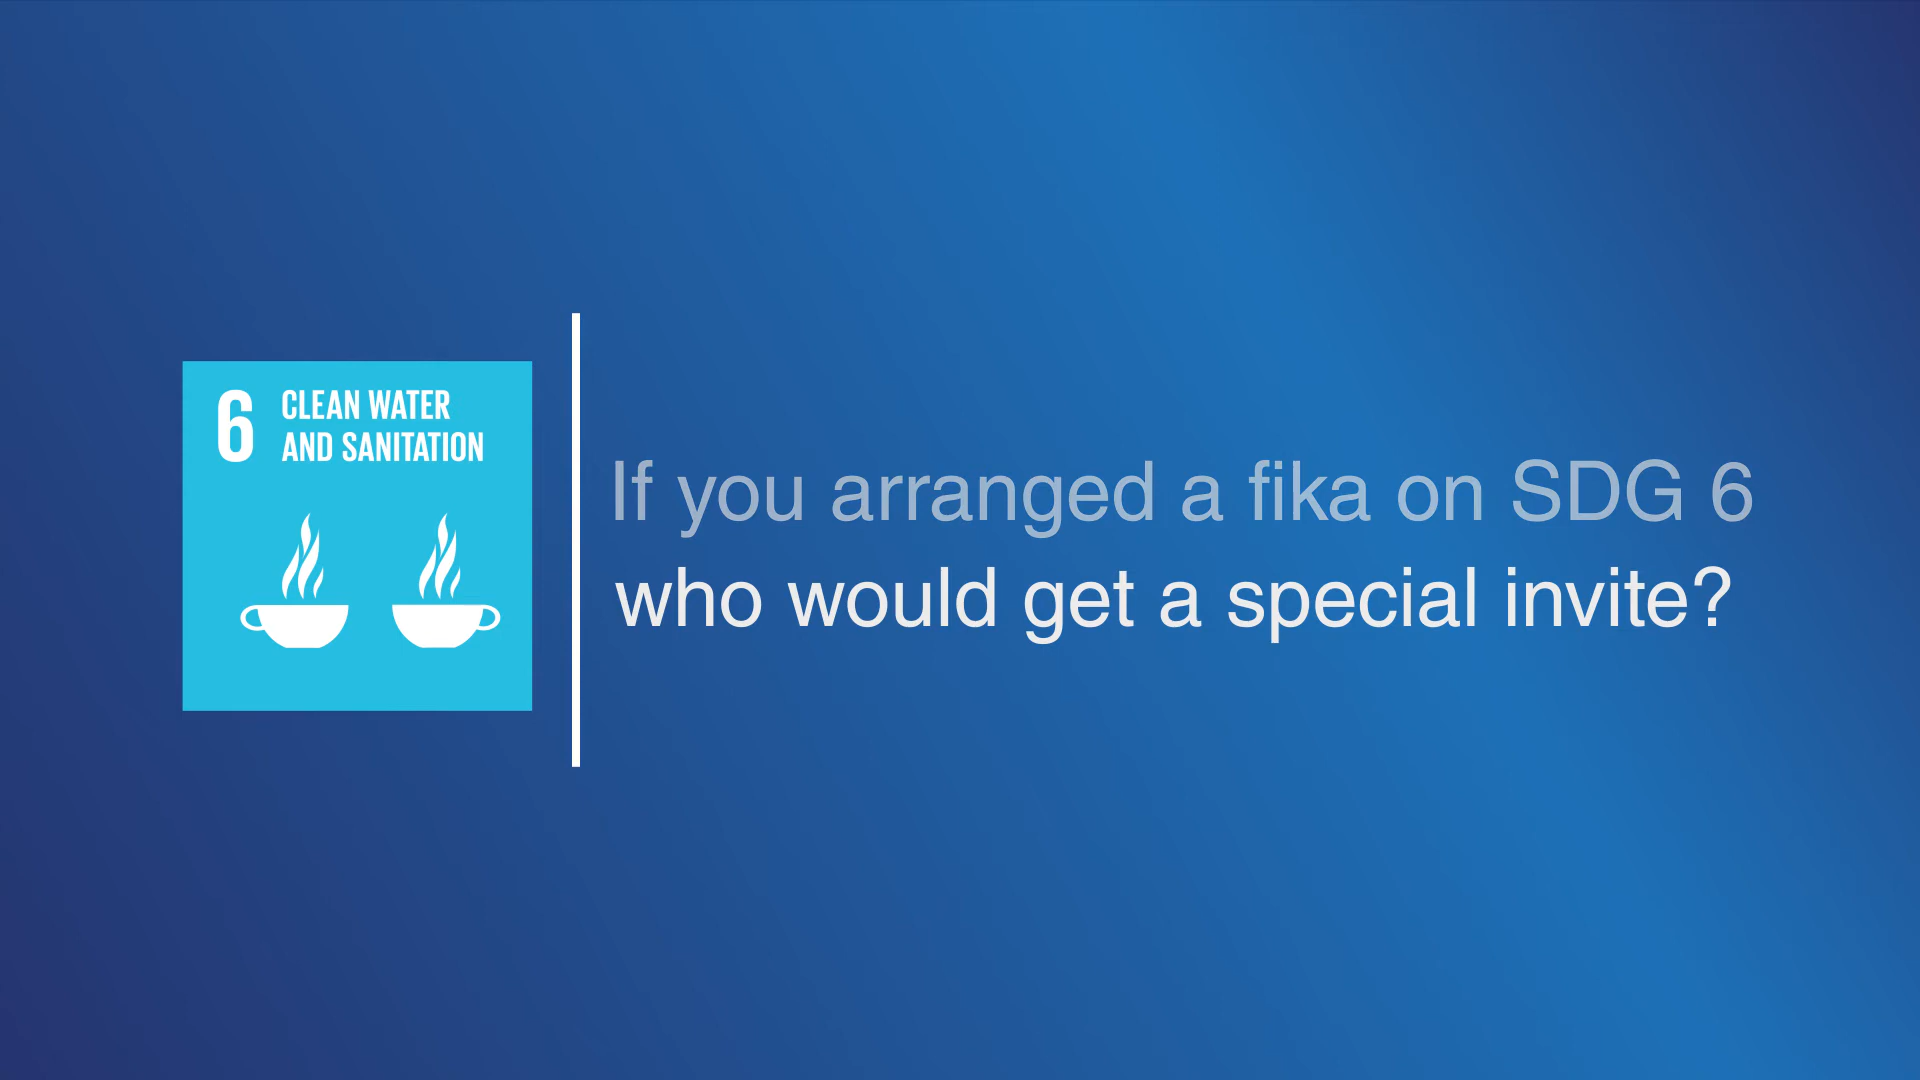 6
CLEAN WATER
AND SANITATION
If you arranged a fika on SDG 6
who would get a special invite?